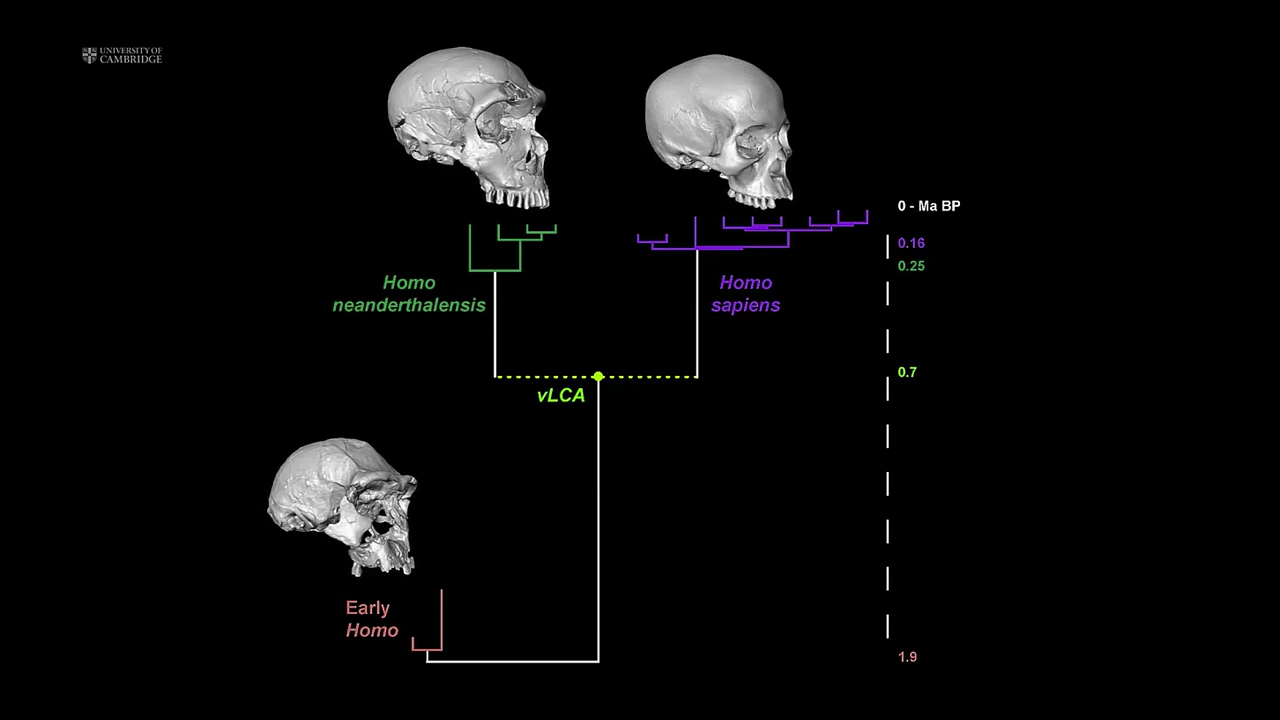 UNIVERSITY OF
CAMBRIDGE
0 - Ma BP
0.16
0.25
Homo
neanderthalensis
Homo
sapiens
0.7
vLCA
Early
Homo
1.9